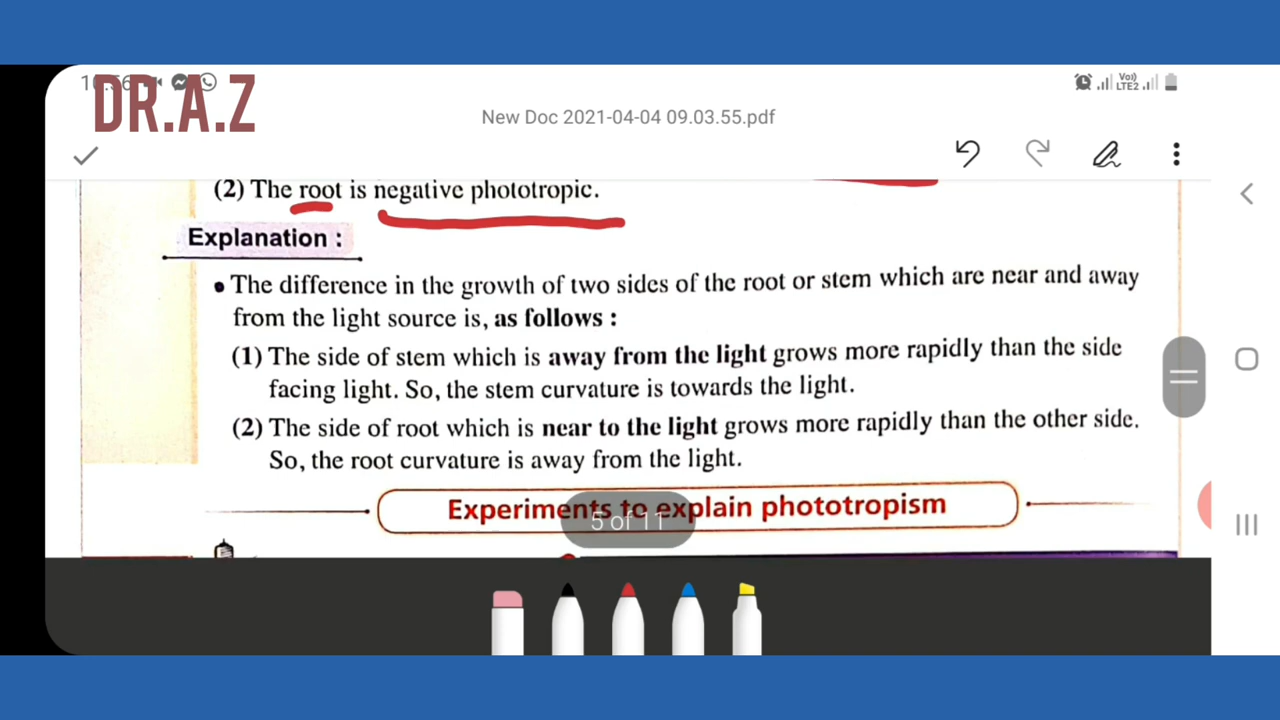 DR.A.Z
New Doc 2021-04-04 09.03.55.pdf
(2) The root is negative phototropic.
Explanation :
• The difference in the growth of two sides of the root or stem which are near and away
from the light source is, as follows :
(1) The side of stem which is away from the light grows more rapidly than the side
facing light. So, the stem curvature is towards the light.
(2) The side of root which is near to the light grows more rapidly than the other side.
So, the root curvature is away from the light.
Experiments to explain phototropism
5 of 11